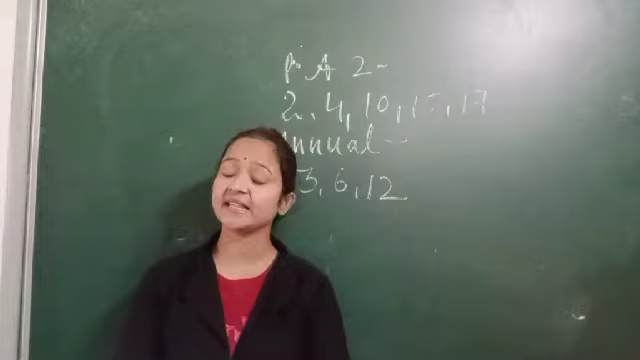 P.A 2-
2, 4, 10, 15, 17
Annual--
3, 6, 12